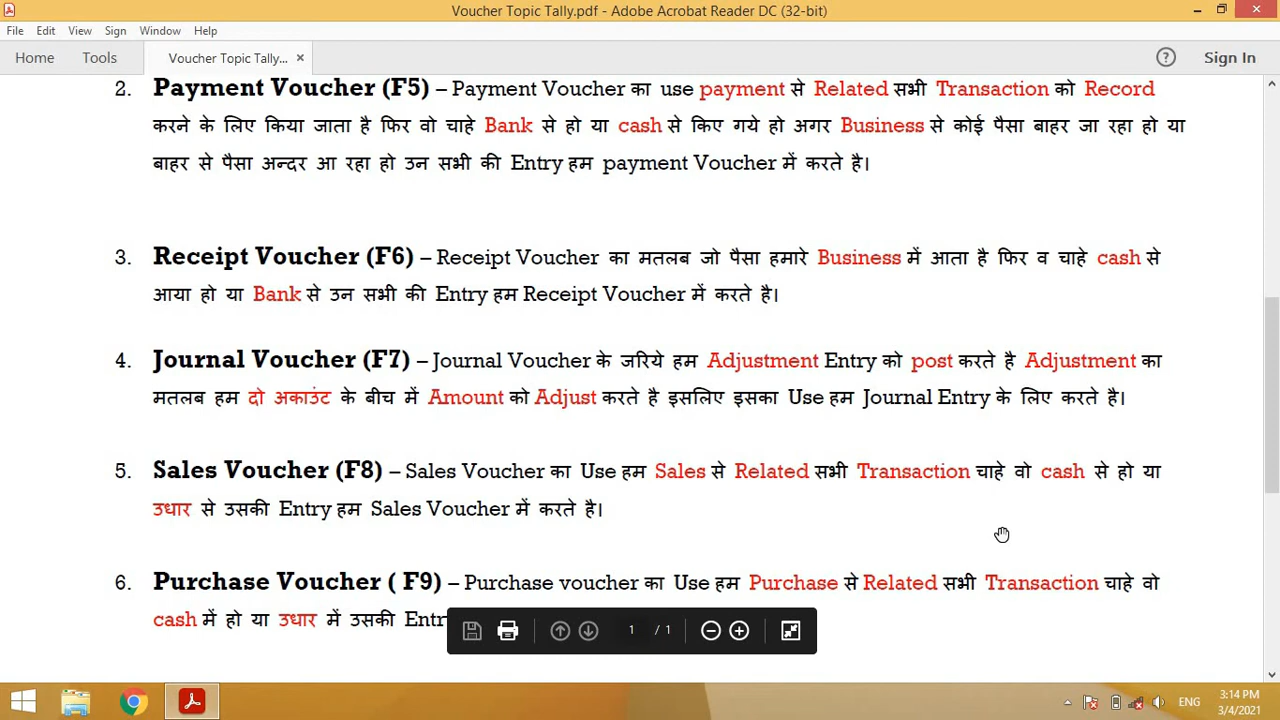 Voucher Topic Tally.pdf - Adobe Acrobat Reader DC (32-bit)
File Edit View Sign Window Help
Home Tools Voucher Topic Tally... × Sign In
2. Payment Voucher (F5) – Payment Voucher का use payment से Related सभी Transaction को Record
करने के लिए किया जाता है फिर वो चाहे Bank से हो या cash से किए गये हो अगर Business से कोई पैसा बाहर जा रहा हो या
बाहर से पैसा अन्दर आ रहा हो उन सभी की Entry हम payment Voucher में करते है।
3. Receipt Voucher (F6) – Receipt Voucher का मतलब जो पैसा हमारे Business में आता है फिर व चाहे cash से
आया हो या Bank से उन सभी की Entry हम Receipt Voucher में करते है।
4. Journal Voucher (F7) – Journal Voucher के जरिये हम Adjustment Entry को post करते है Adjustment का
मतलब हम दो अकाउंट के बीच में Amount को Adjust करते है इसलिए इसका Use हम Journal Entry के लिए करते है।
5. Sales Voucher (F8) – Sales Voucher का Use हम Sales से Related सभी Transaction चाहे वो cash से हो या
उधार से उसकी Entry हम Sales Voucher में करते है।
6. Purchase Voucher ( F9) – Purchase voucher का Use हम Purchase से Related सभी Transaction चाहे वो
cash में हो या उधार में उसकी Entr
1 / 1
ENG 3:14 PM
3/4/2021